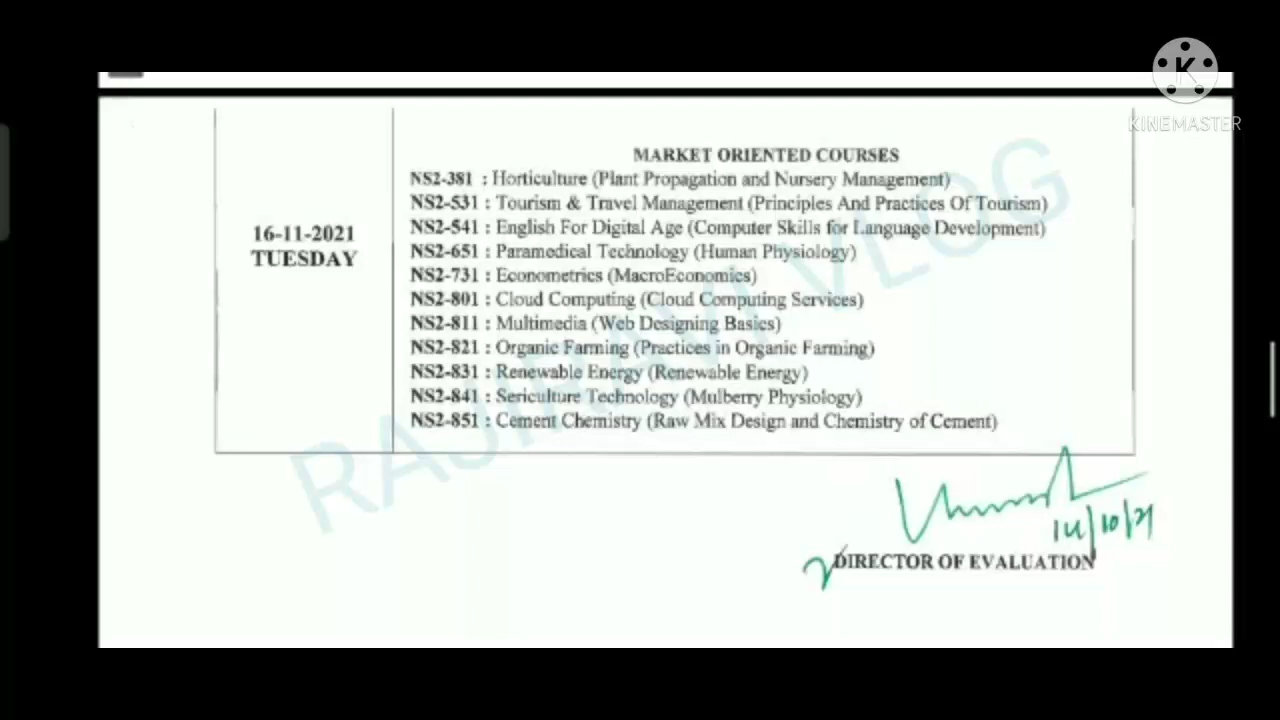 KINEMASTER
MARKET ORIENTED COURSES
16-11-2021
TUESDAY
NS2-381 : Horticulture (Plant Propagation and Nursery Management)
NS2-531 : Tourism & Travel Management (Principles And Practices Of Tourism)
NS2-541 : English For Digital Age (Computer Skills for Language Development)
NS2-651 : Paramedical Technology (Human Physiology)
NS2-731 : Econometrics (MacroEconomics)
NS2-801 : Cloud Computing (Cloud Computing Services)
NS2-811 : Multimedia (Web Designing Basics)
NS2-821 : Organic Farming (Practices in Organic Farming)
NS2-831 : Renewable Energy (Renewable Energy)
NS2-841 : Sericulture Technology (Mulberry Physiology)
NS2-851 : Cement Chemistry (Raw Mix Design and Chemistry of Cement)
RAJIRAVI VLOG
14/10/21
DIRECTOR OF EVALUATION